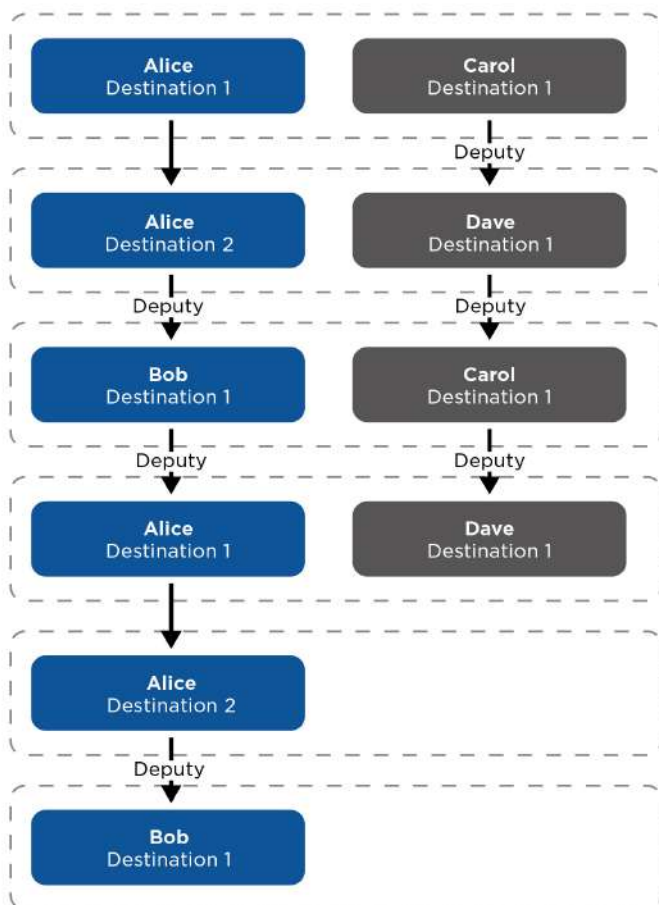 Alice
Destination 1
Carol
Destination 1
Deputy
Alice
Destination 2
Dave
Destination 1
Deputy
Deputy
Bob
Destination 1
Carol
Destination 1
Deputy
Deputy
Alice
Destination 1
Dave
Destination 1
Alice
Destination 2
Deputy
Bob
Destination 1